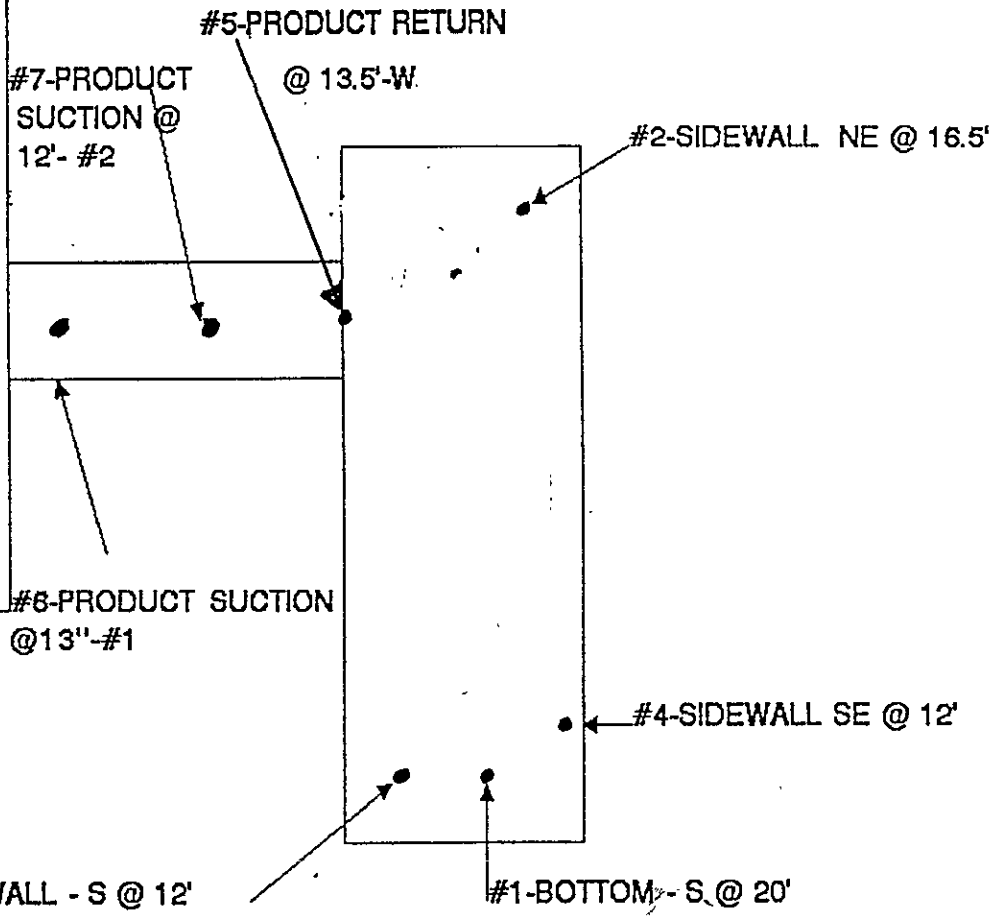 #5-PRODUCT RETURN
@ 13.5'-W
#7-PRODUCT
SUCTION @
12'- #2
#2-SIDEWALL NE @ 16.5'
#6-PRODUCT SUCTION
@13"-#1
#4-SIDEWALL SE @ 12'
WALL - S @ 12'
#1-BOTTOM - S @ 20'